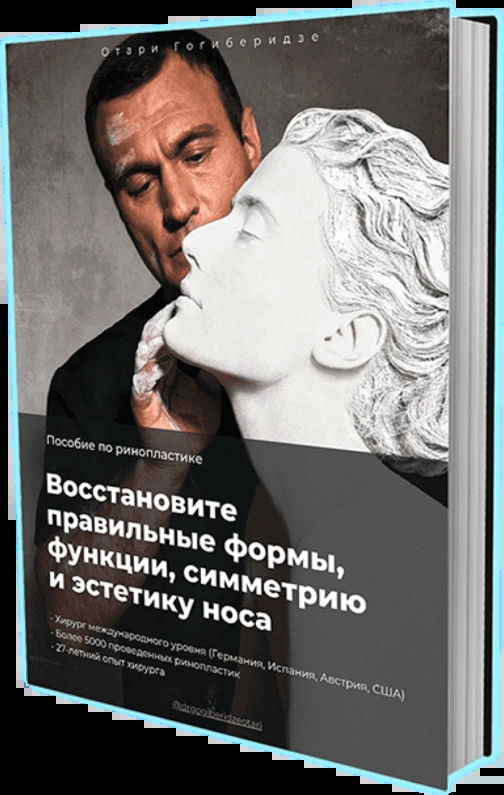 Отари Гогиберидзе
Пособие по ринопластике
Восстановите
правильные формы,
функции, симметрию
и эстетику носа
- Хирург международного уровня (Германия, Испания, Австрия, США)
- Более 5000 проведенных ринопластик
- 27-летний опыт хирурга
@drgogiberidzeotari